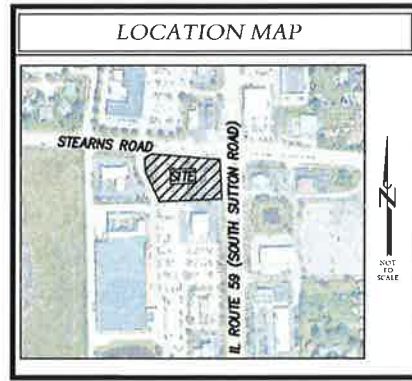 LOCATION MAP
STEARNS ROAD
SITE
IL ROUTE 59 (SOUTH SUTTON ROAD)
N
NOT
TO
SCALE